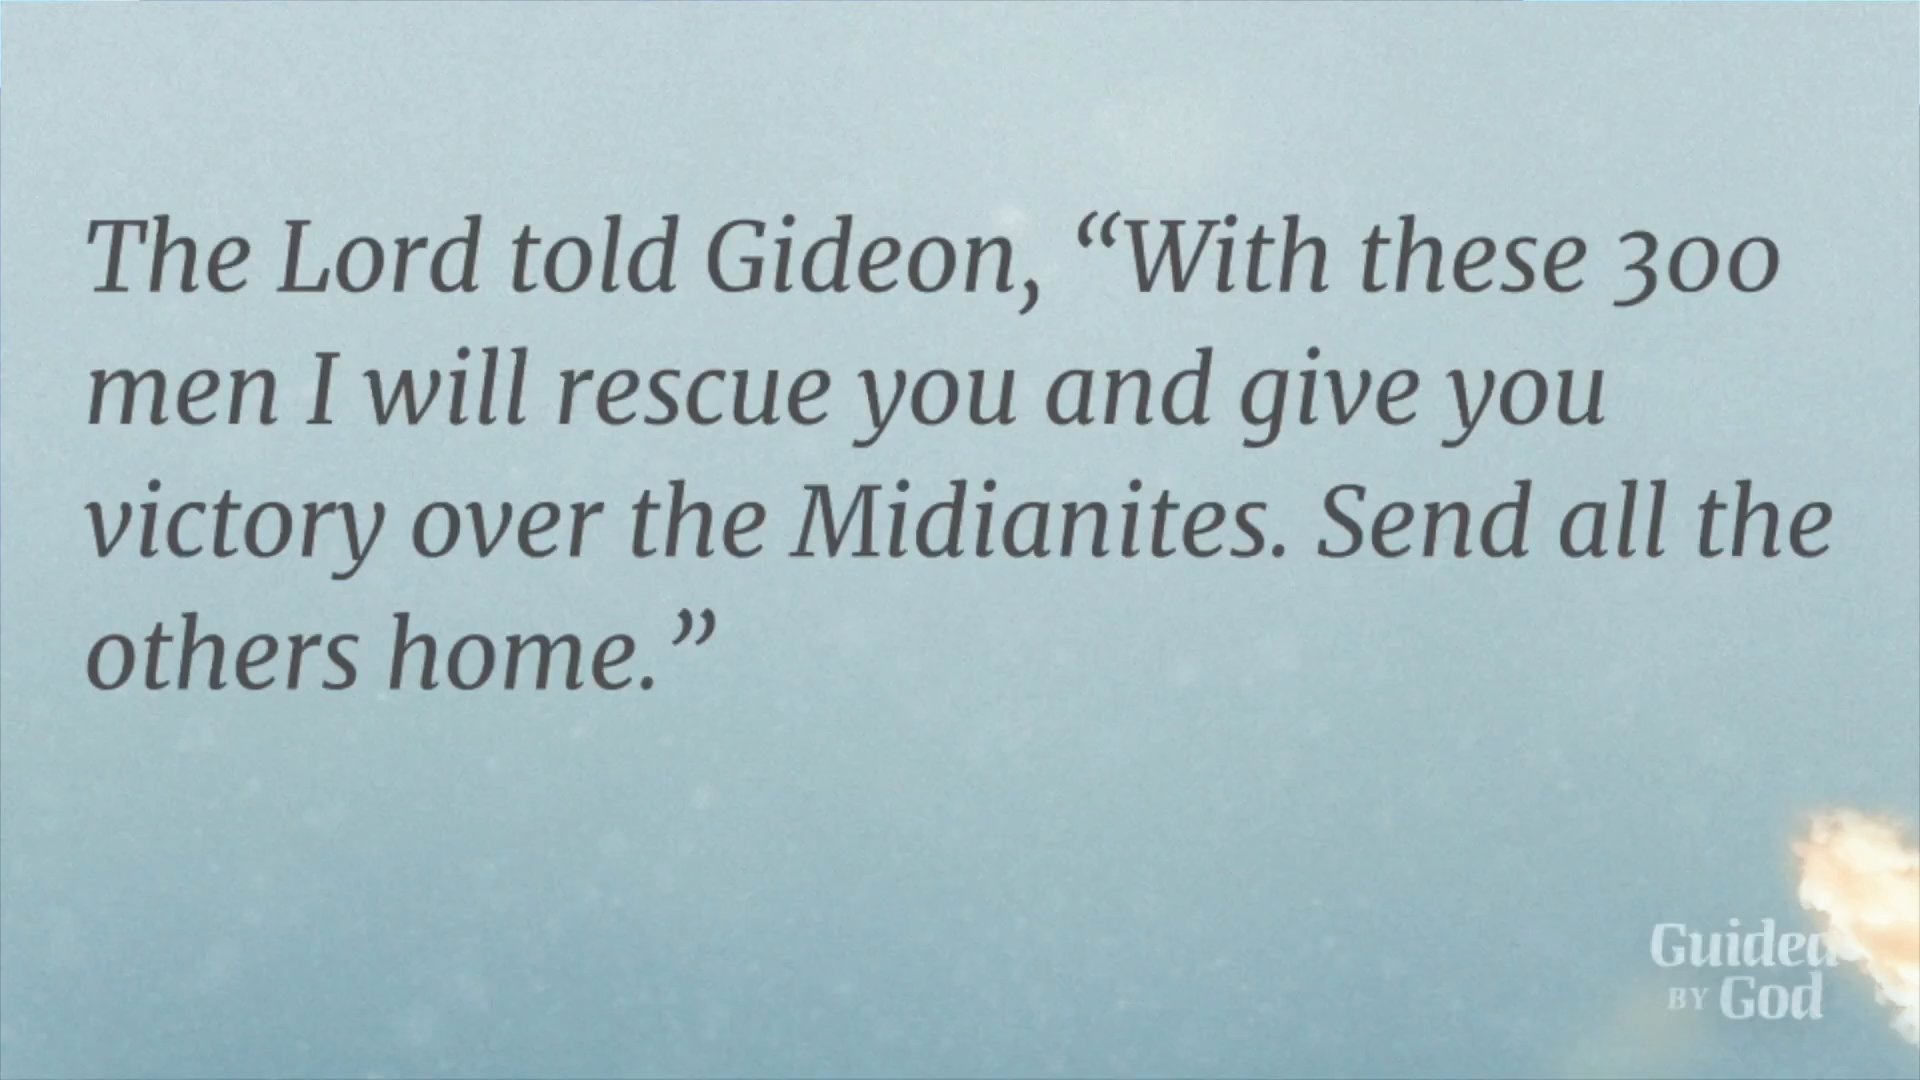 The Lord told Gideon, “With these 300
men I will rescue you and give you
victory over the Midianites. Send all the
others home.”
Guided
BY God